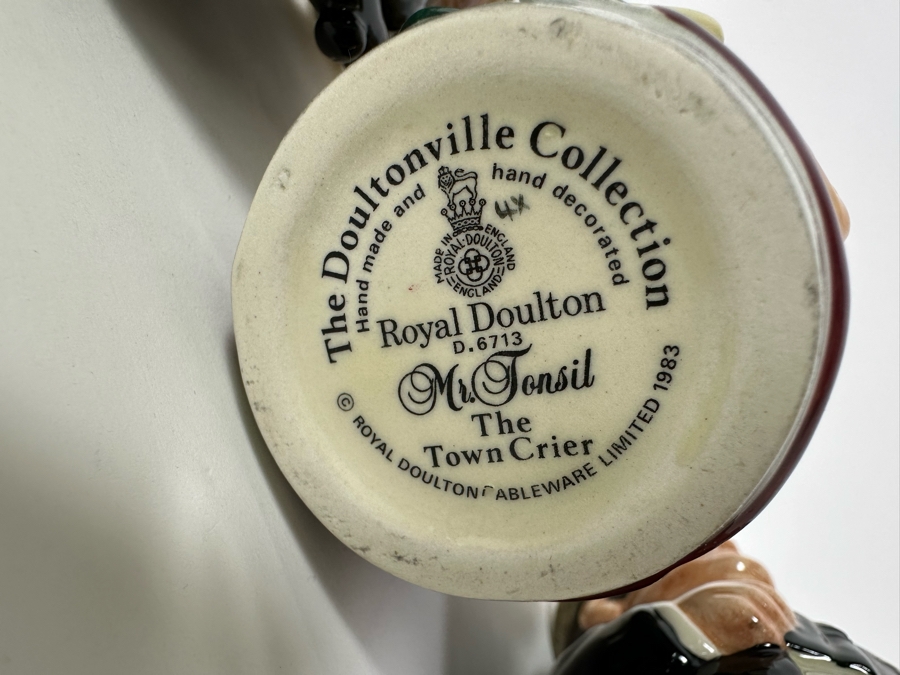 The Doultonville Collection
Hand made and hand decorated
4X
MADE IN ENGLAND
ROYAL·DOULTON
ENGLAND
Royal Doulton
D.6713
Mr. Tonsil
The
Town Crier
© ROYAL DOULTON TABLEWARE LIMITED 1983